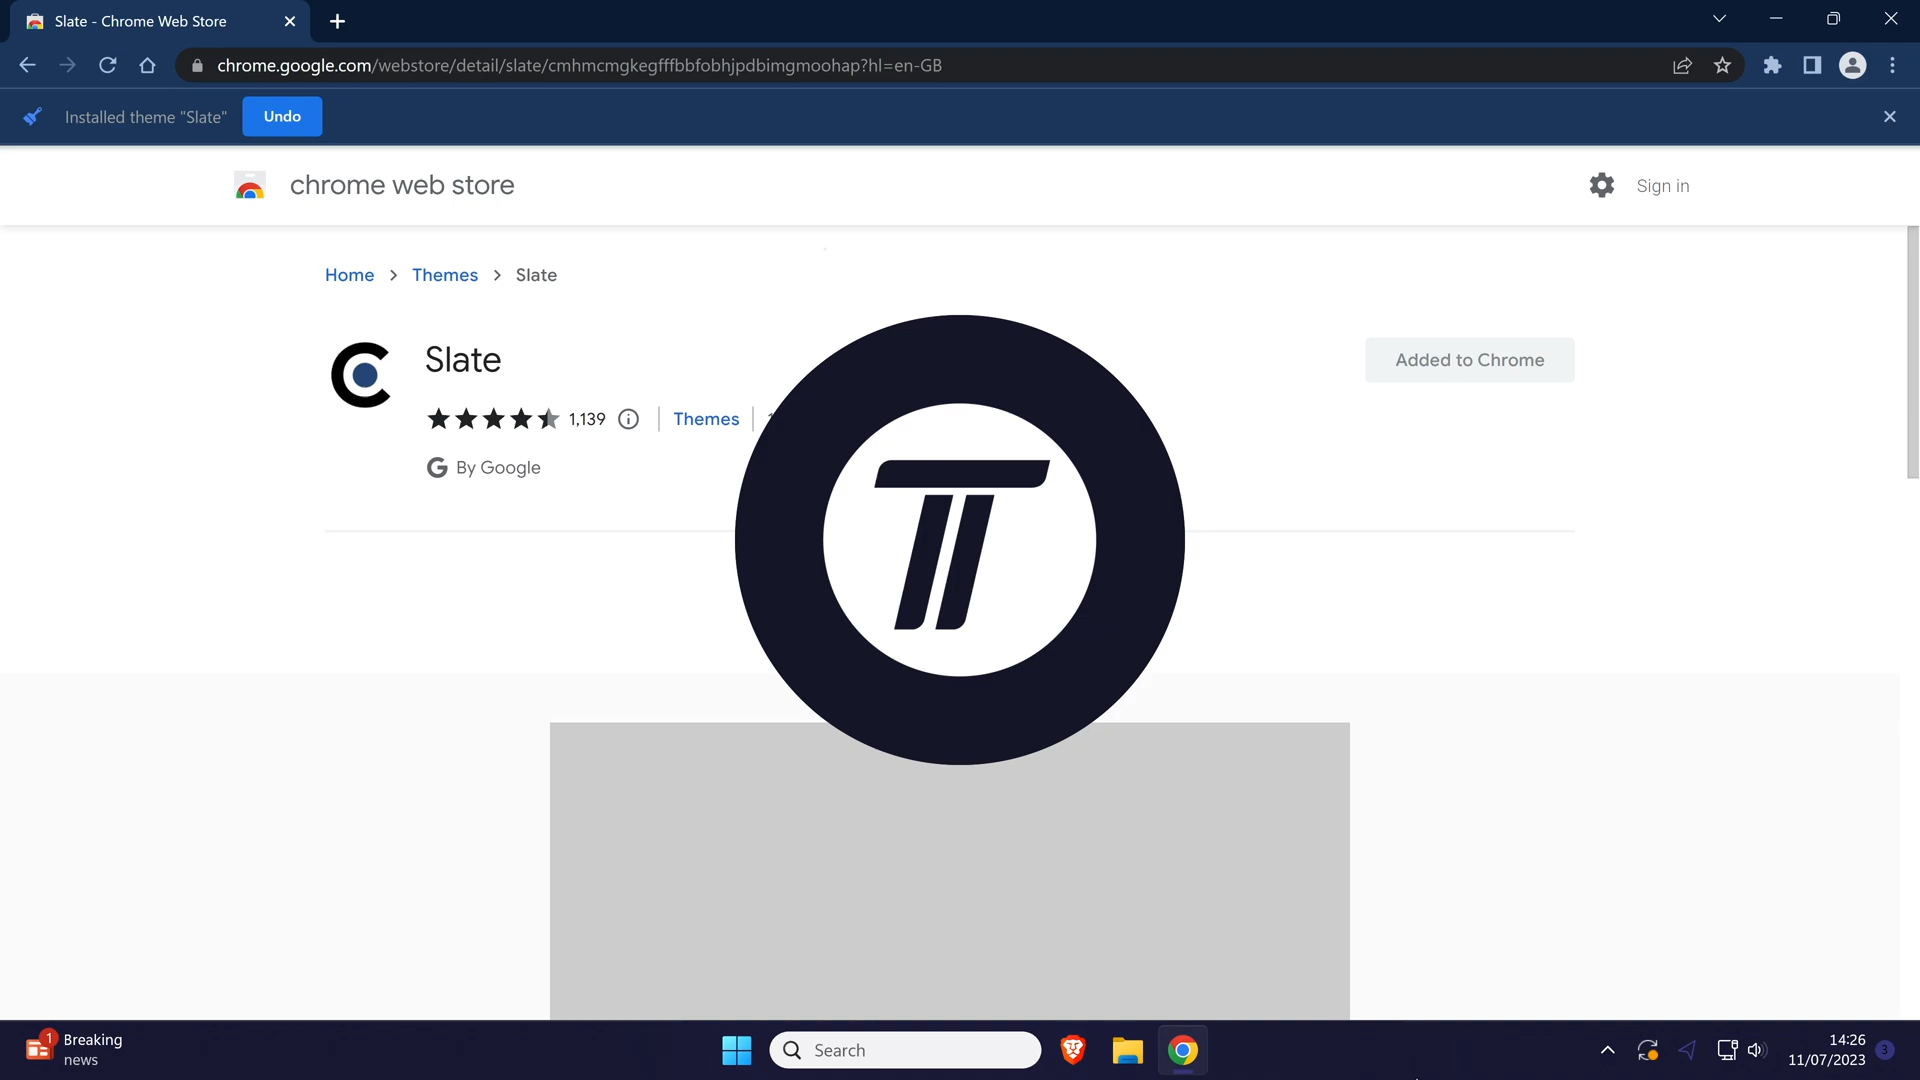 Slate - Chrome Web Store
chrome.google.com/webstore/detail/slate/cmhmcmgkegfffbbfobhjpdbimgmoohap?hl=en-GB
Installed theme "Slate"
Undo
chrome web store
Sign in
Home > Themes > Slate
Slate
Added to Chrome
1,139
Themes
By Google
1
Breaking
news
Search
14:26
11/07/2023
3